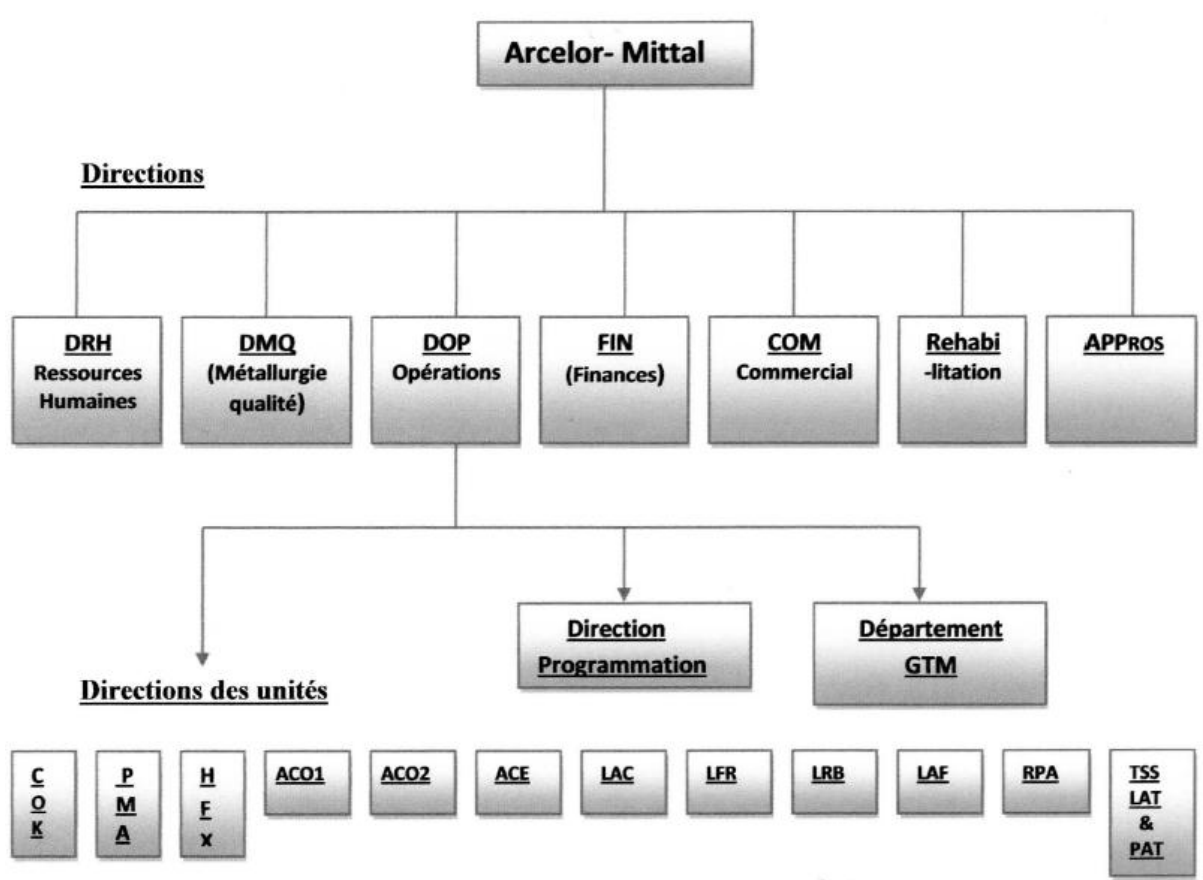 Arcelor- Mittal
Directions
DRH
Ressources
Humaines
DMQ
(Métallurgie
qualité)
DOP
Opérations
FIN
(Finances)
COM
Commercial
Rehabi
-litation
APPROS
Direction
Programmation
Département
GTM
Directions des unités
C
O
K
P
M
A
H
F
x
ACO1
ACO2
ACE
LAC
LFR
LRB
LAF
RPA
TSS
LAT
&
PAT